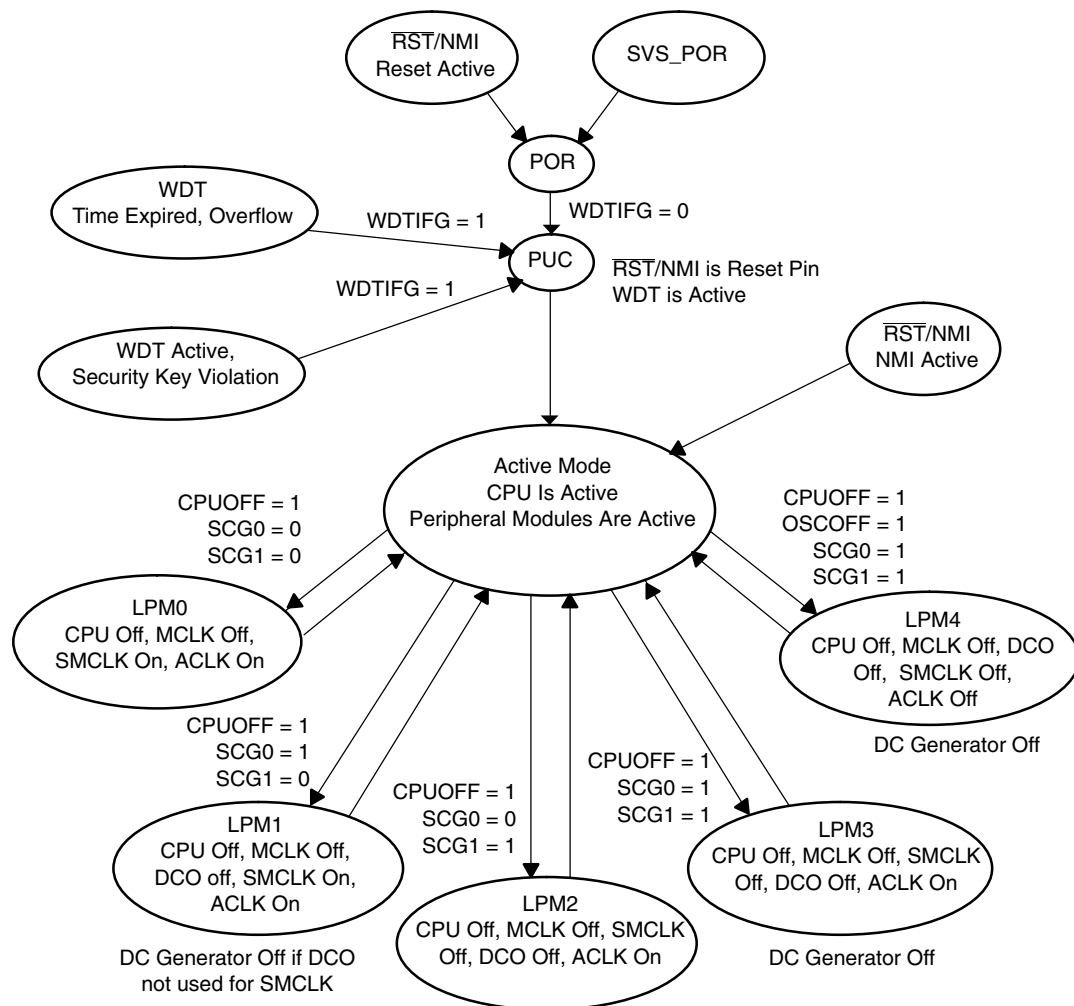 RST/NMI
Reset Active
SVS_POR
POR
WDT
Time Expired, Overflow
WDTIFG = 1
WDTIFG = 0
PUC
RST/NMI is Reset Pin
WDT is Active
WDTIFG = 1
WDT Active,
Security Key Violation
RST/NMI
NMI Active
Active Mode
CPU Is Active
Peripheral Modules Are Active
CPUOFF = 1
SCG0 = 0
SCG1 = 0
CPUOFF = 1
OSCOFF = 1
SCG0 = 1
SCG1 = 1
LPM0
CPU Off, MCLK Off,
SMCLK On, ACLK On
LPM4
CPU Off, MCLK Off, DCO
Off, SMCLK Off,
ACLK Off
DC Generator Off
CPUOFF = 1
SCG0 = 1
SCG1 = 0
CPUOFF = 1
SCG0 = 0
SCG1 = 1
CPUOFF = 1
SCG0 = 1
SCG1 = 1
LPM1
CPU Off, MCLK Off,
DCO off, SMCLK On,
ACLK On
DC Generator Off if DCO
not used for SMCLK
LPM2
CPU Off, MCLK Off, SMCLK
Off, DCO Off, ACLK On
LPM3
CPU Off, MCLK Off, SMCLK
Off, DCO Off, ACLK On
DC Generator Off